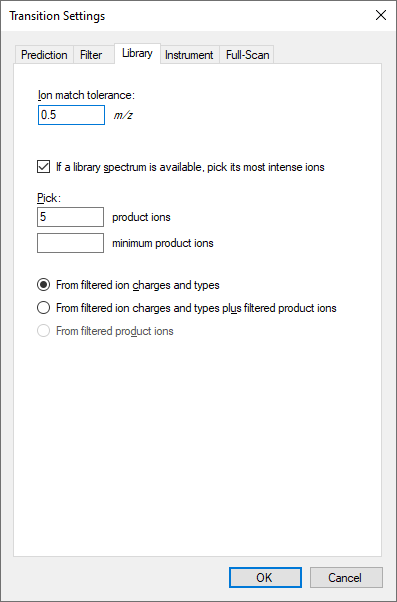 Transition Settings
Prediction Filter Library Instrument Full-Scan
Ion match tolerance:
0.5 m/z
If a library spectrum is available, pick its most intense ions
Pick:
5 product ions
minimum product ions
From filtered ion charges and types
From filtered ion charges and types plus filtered product ions
From filtered product ions
OK Cancel